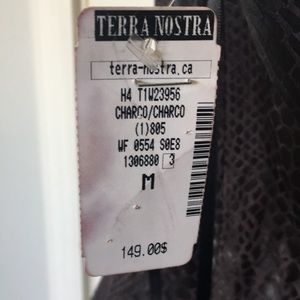 TERRA NOSTRA
terra-nostra.ca
H4 T1W23956
CHARCO/CHARCO
(1)805
WF 0554 S0E8
1306880 3
M
149.00$